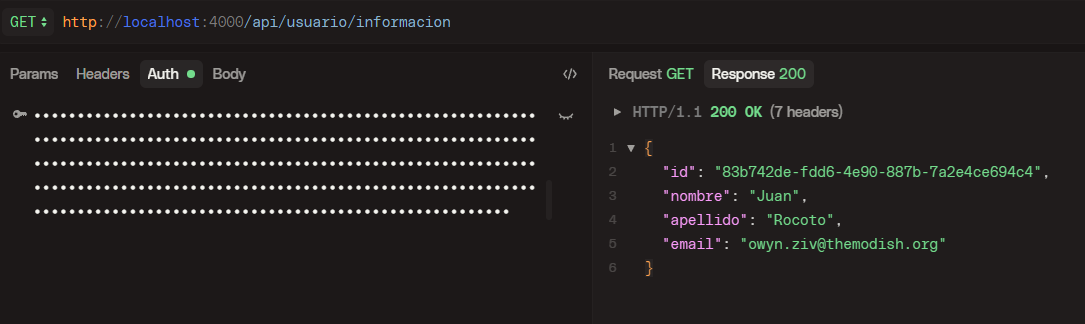 GET http://localhost:4000/api/usuario/informacion
Params Headers Auth Body </>
••••••••••••••••••••••••••••••••••••••••••••••••••••••••••
••••••••••••••••••••••••••••••••••••••••••••••••••••••••••
••••••••••••••••••••••••••••••••••••••••••••••••••••••••••
••••••••••••••••••••••••••••••••••••••••••••••••••••••••••
•••••••••••••••••••••••••••••••••••••••••••••••••••••••
Request GET Response 200
HTTP/1.1 200 OK (7 headers)
1 {
2 "id": "83b742de-fdd6-4e90-887b-7a2e4ce694c4",
3 "nombre": "Juan",
4 "apellido": "Rocoto",
5 "email": "owyn.ziv@themodish.org"
6 }